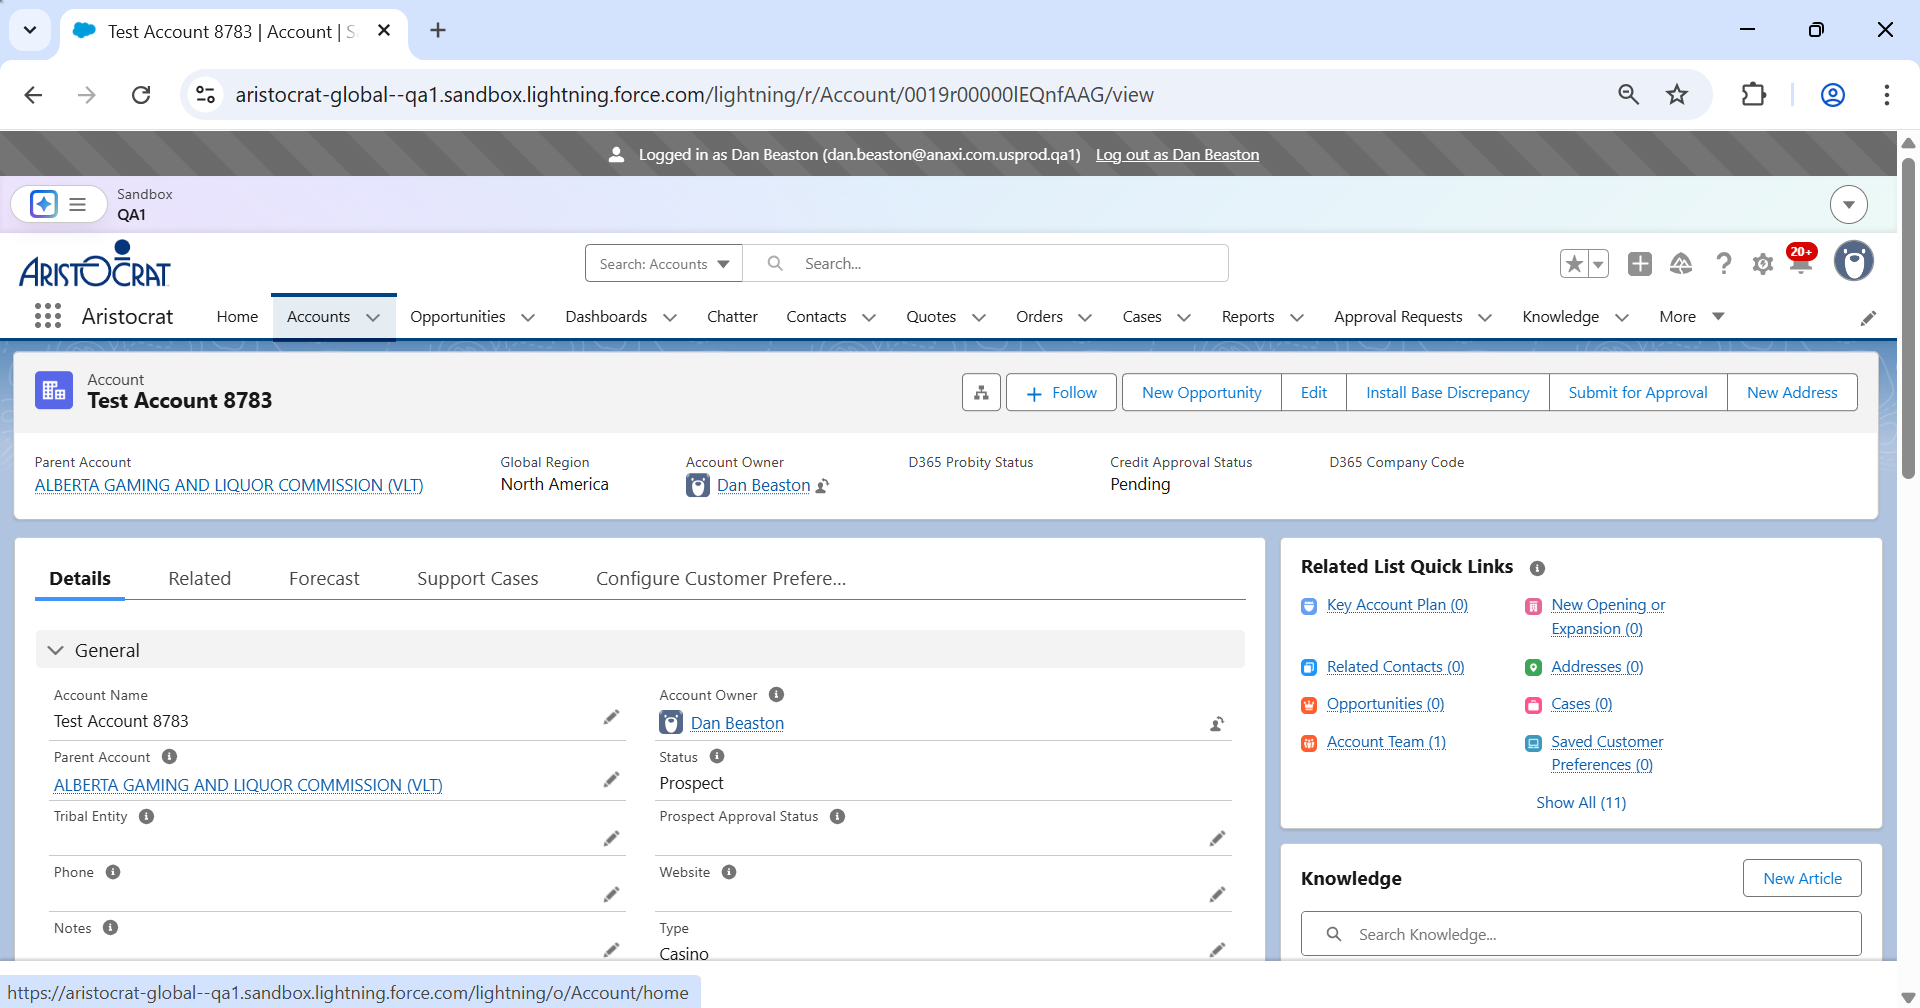 Test Account 8783 | Account | S
aristocrat-global--qa1.sandbox.lightning.force.com/lightning/r/Account/0019r00000lEQnfAAG/view
Logged in as Dan Beaston (dan.beaston@anaxi.com.usprod.qa1) Log out as Dan Beaston
Sandbox
QA1
ARISTOCRAT
Search: Accounts Search...
20+
Aristocrat Home Accounts Opportunities Dashboards Chatter Contacts Quotes Orders Cases Reports Approval Requests Knowledge More
Account
Test Account 8783
Follow New Opportunity Edit Install Base Discrepancy Submit for Approval New Address
Parent Account Global Region Account Owner D365 Probity Status Credit Approval Status D365 Company Code
ALBERTA GAMING AND LIQUOR COMMISSION (VLT) North America Dan Beaston Pending
Details Related Forecast Support Cases Configure Customer Prefere...
General
Account Name Account Owner
Test Account 8783 Dan Beaston
Parent Account Status
ALBERTA GAMING AND LIQUOR COMMISSION (VLT) Prospect
Tribal Entity Prospect Approval Status
Phone Website
Notes Type
Casino
Related List Quick Links
Key Account Plan (0) New Opening or
Expansion (0)
Related Contacts (0) Addresses (0)
Opportunities (0) Cases (0)
Account Team (1) Saved Customer
Preferences (0)
Show All (11)
Knowledge New Article
Search Knowledge...
https://aristocrat-global--qa1.sandbox.lightning.force.com/lightning/o/Account/home